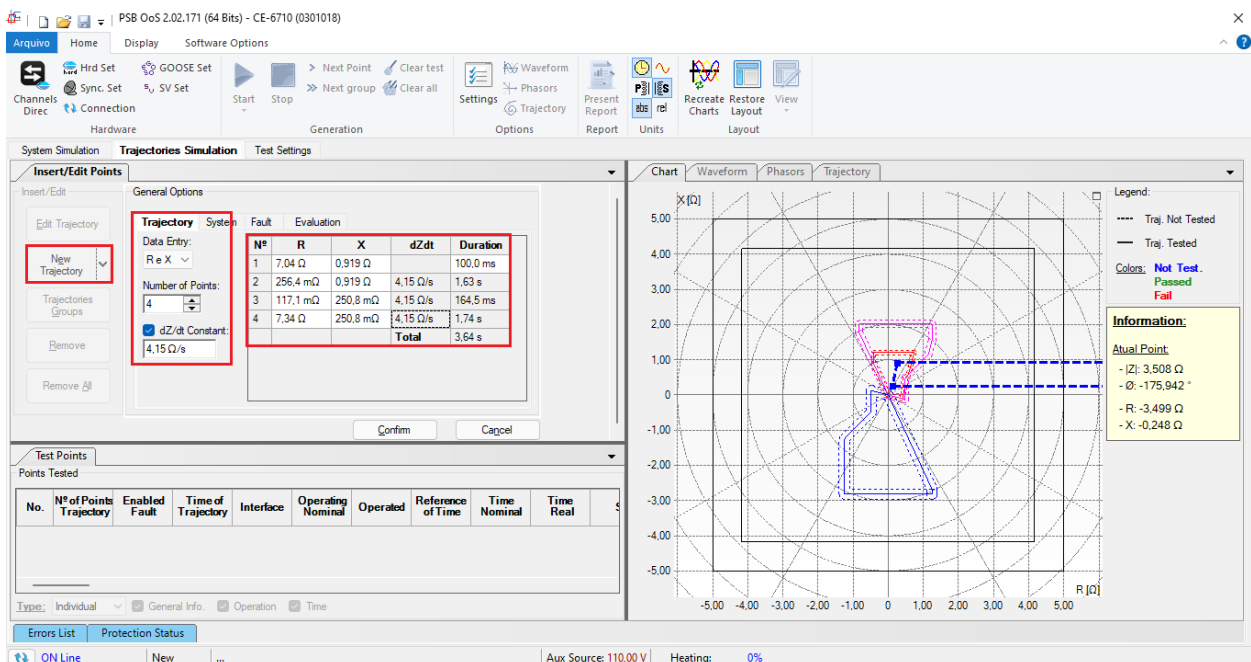 PSB OoS 2.02.171 (64 Bits) - CE-6710 (0301018)
Arquivo Home Display Software Options
Channels Direc
Hrd Set
Sync. Set
Connection
GOOSE Set
SV Set
Hardware
Start
Stop
Next Point
Next group
Clear test
Clear all
Generation
Settings
Waveform
Phasors
Trajectory
Options
Present Report
Report
abs rel
Units
Recreate Charts
Restore Layout
View
Layout
System Simulation Trajectories Simulation Test Settings
Insert/Edit Points
Insert/Edit
Edit Trajectory
New Trajectory
Trajectories Groups
Remove
Remove All
General Options
Trajectory System Fault Evaluation
Data Entry:
R e X
Number of Points:
4
dZ/dt Constant:
4,15 Ω/s
Nº R X dZdt Duration
1 7,04 Ω 0,919 Ω 100,0 ms
2 256,4 mΩ 0,919 Ω 4,15 Ω/s 1,63 s
3 117,1 mΩ 250,8 mΩ 4,15 Ω/s 164,5 ms
4 7,34 Ω 250,8 mΩ 4,15 Ω/s 1,74 s
Total 3,64 s
Confirm Cancel
Test Points
Points Tested
No. Nº of Points Trajectory Enabled Fault Time of Trajectory Interface Operating Nominal Operated Reference of Time Time Nominal Time Real
Type: Individual General Info. Operation Time
Errors List Protection Status
ON Line New ... Aux Source: 110.00 V Heating: 0%
Chart Waveform Phasors Trajectory
X [Ω]
5,00
4,00
3,00
2,00
1,00
0
-1,00
-2,00
-3,00
-4,00
-5,00
R [Ω]
-5,00 -4,00 -3,00 -2,00 -1,00 0 1,00 2,00 3,00 4,00 5,00
Legend:
Traj. Not Tested
Traj. Tested
Colors: Not Test.
Passed
Fail
Information:
Atual Point:
- |Z|: 3,508 Ω
- Ø: -175,942 °
- R: -3,499 Ω
- X: -0,248 Ω